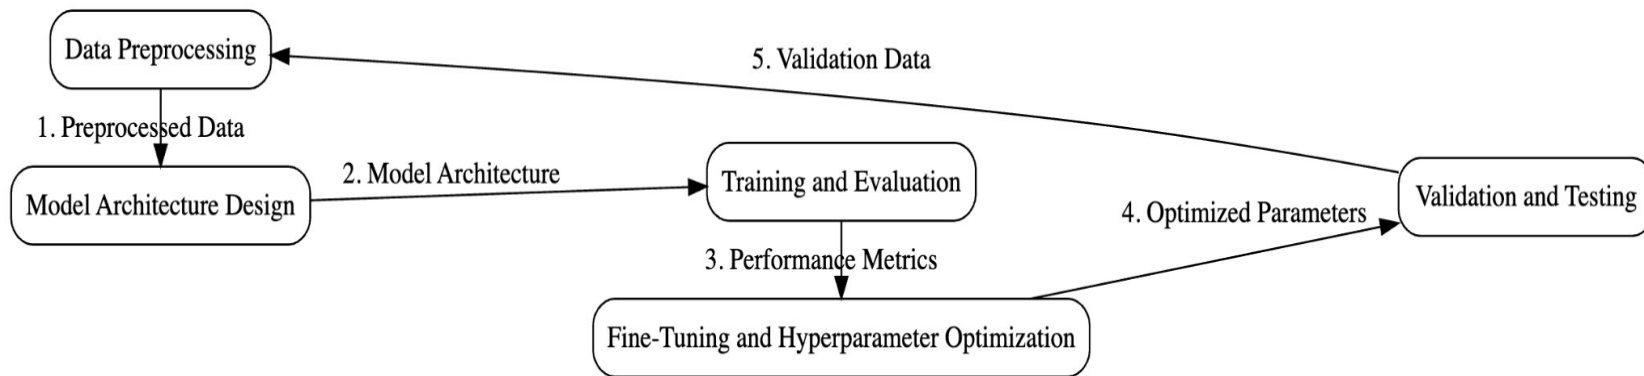 Data Preprocessing
5. Validation Data
1. Preprocessed Data
2. Model Architecture
Training and Evaluation
Model Architecture Design
Validation and Testing
4. Optimized Parameters
3. Performance Metrics
Fine-Tuning and Hyperparameter Optimization